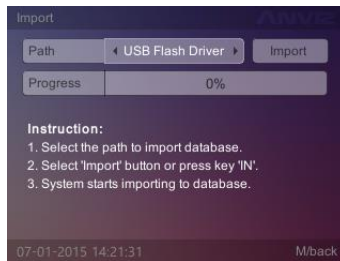 Import
ANVIZ
Path
USB Flash Driver
Import
Progress
0%
Instruction:
1. Select the path to import database.
2. Select 'Import' button or press key 'IN'.
3. System starts importing to database.
07-01-2015 14:21:31
M/back